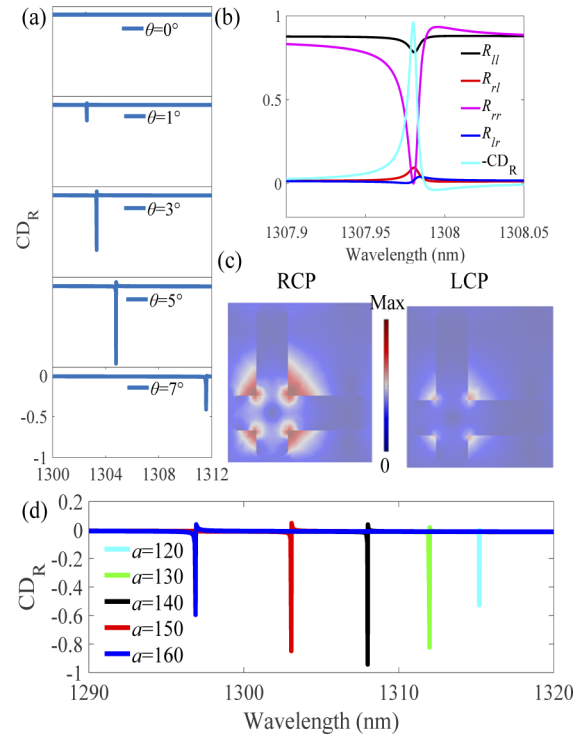 (a)
θ=0°
θ=1°
θ=3°
θ=5°
θ=7°
CD_R
0
-0.5
-1
1300 1304 1308 1312
(b)
1
0.5
0
R_ll
R_rl
R_rr
R_lr
-CD_R
1307.9 1307.95 1308 1308.05
Wavelength (nm)
(c)
RCP
LCP
Max
0
(d)
0.2
0
-0.2
-0.4
-0.6
-0.8
-1
CD_R
a=120
a=130
a=140
a=150
a=160
1290 1300 1310 1320
Wavelength (nm)